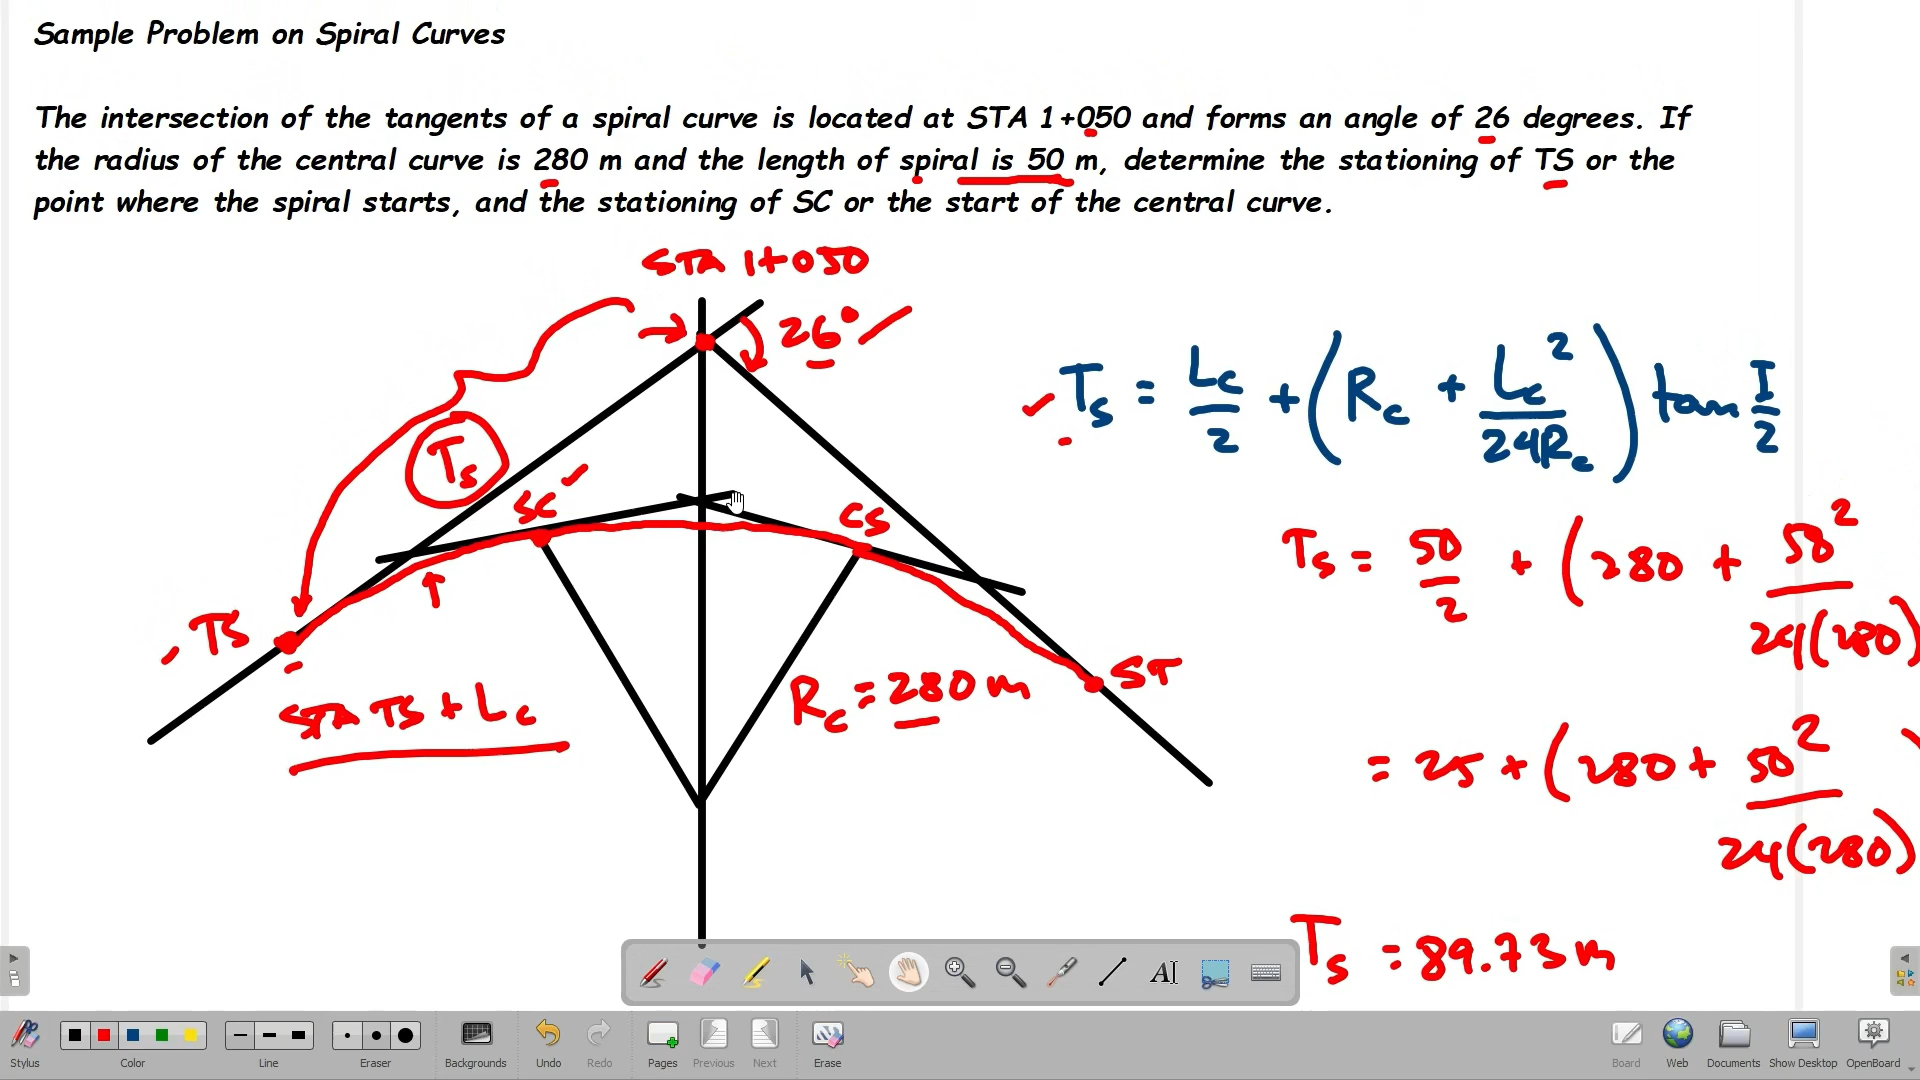 Sample Problem on Spiral Curves
The intersection of the tangents of a spiral curve is located at STA 1+050 and forms an angle of 26 degrees. If
the radius of the central curve is 280 m and the length of spiral is 50 m, determine the stationing of TS or the
point where the spiral starts, and the stationing of SC or the start of the central curve.
STA 1+050
26°
Ts
SC
CS
TS
ST
STA TS + Lc
Rc = 280 m
Ts = Lc/2 + (Rc + Lc²/24Rc) tan I/2
Ts = 50/2 + (280 + 50²/24(280)
= 25 + (280 + 50²/24(280))
Ts = 89.73 m
AI
Stylus
Color
Line
Eraser
Backgrounds
Undo
Redo
Pages
Previous
Next
Erase
Board
Web
Documents
Show Desktop
OpenBoard